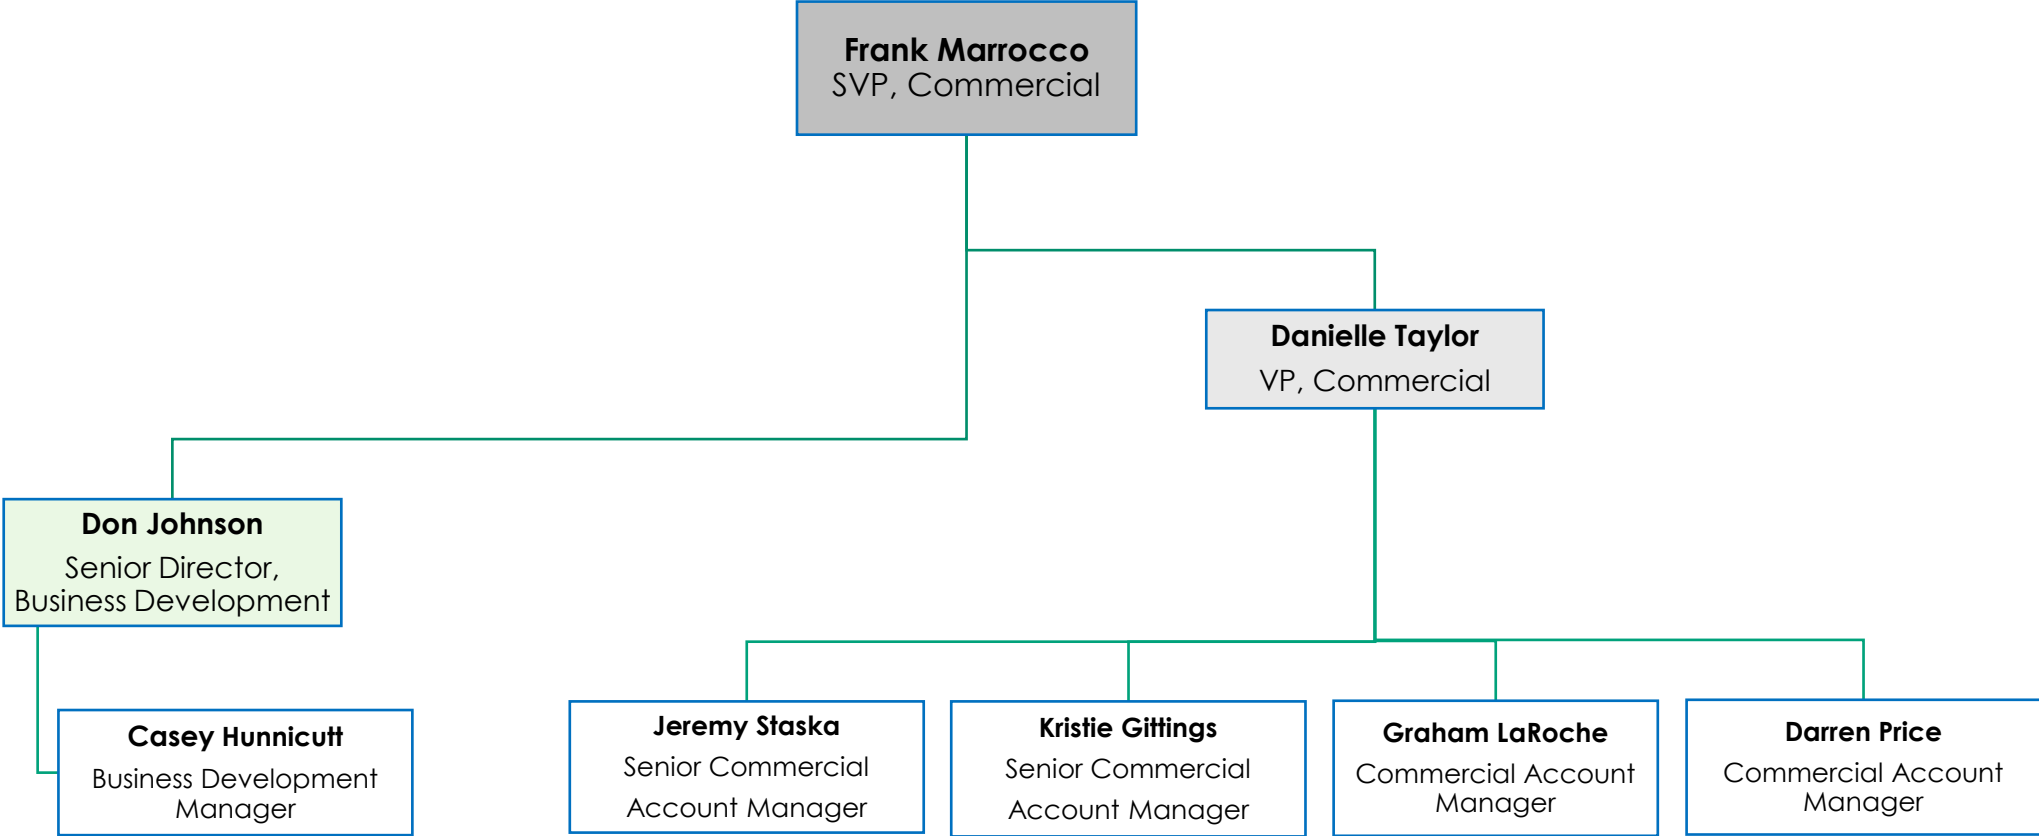 Frank Marrocco
SVP, Commercial
Danielle Taylor
VP, Commercial
Don Johnson
Senior Director,
Business Development
Casey Hunnicutt
Business Development
Manager
Jeremy Staska
Senior Commercial
Account Manager
Kristie Gittings
Senior Commercial
Account Manager
Graham LaRoche
Commercial Account
Manager
Darren Price
Commercial Account
Manager